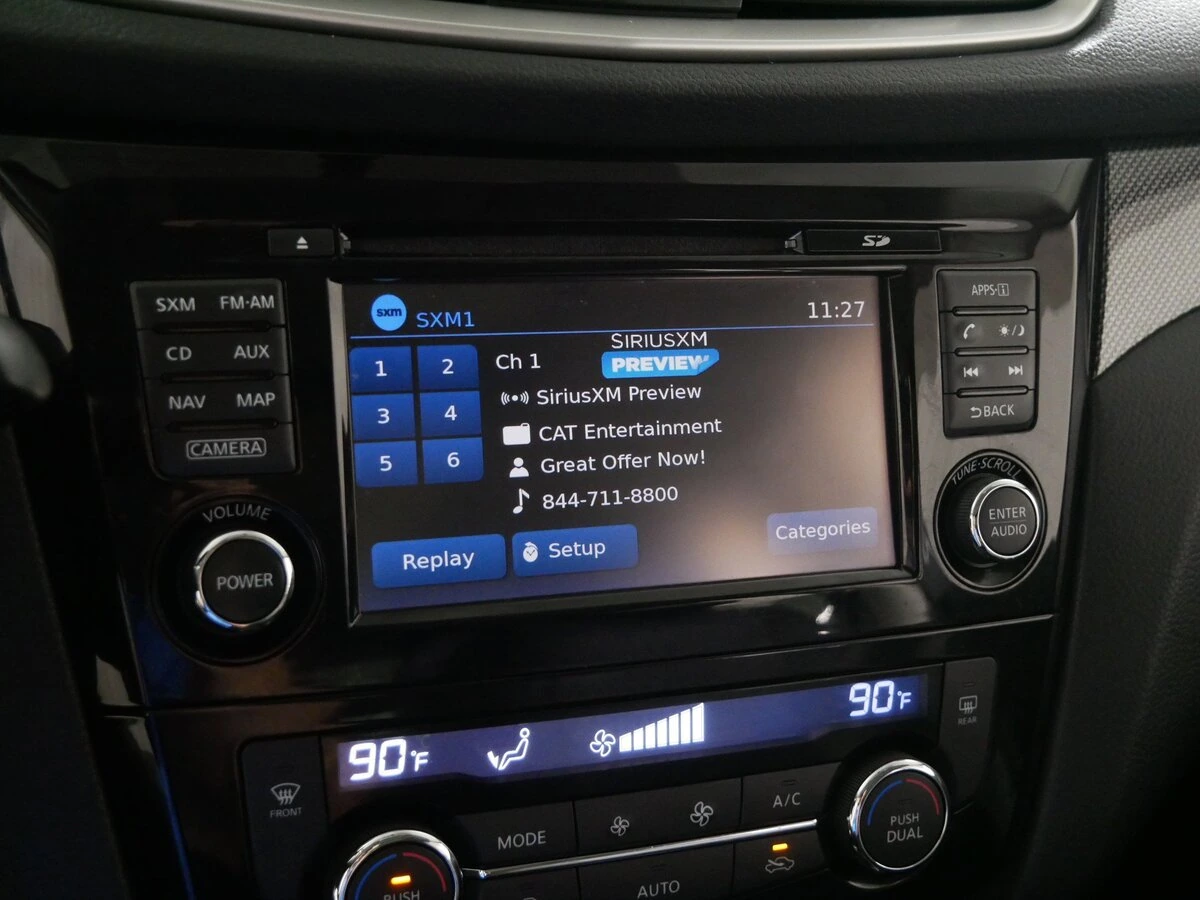 SD
SXM FM·AM
CD AUX
NAV MAP
CAMERA
VOLUME
POWER
sxm SXM1 11:27
1 2
3 4
5 6
Ch 1
SIRIUSXM
PREVIEW
SiriusXM Preview
CAT Entertainment
Great Offer Now!
844-711-8800
Replay Setup Categories
APPS·i
BACK
TUNE·SCROLL
ENTER
AUDIO
90°F 90°F
REAR
FRONT
MODE A/C
PUSH
DUAL
PUSH
AUTO